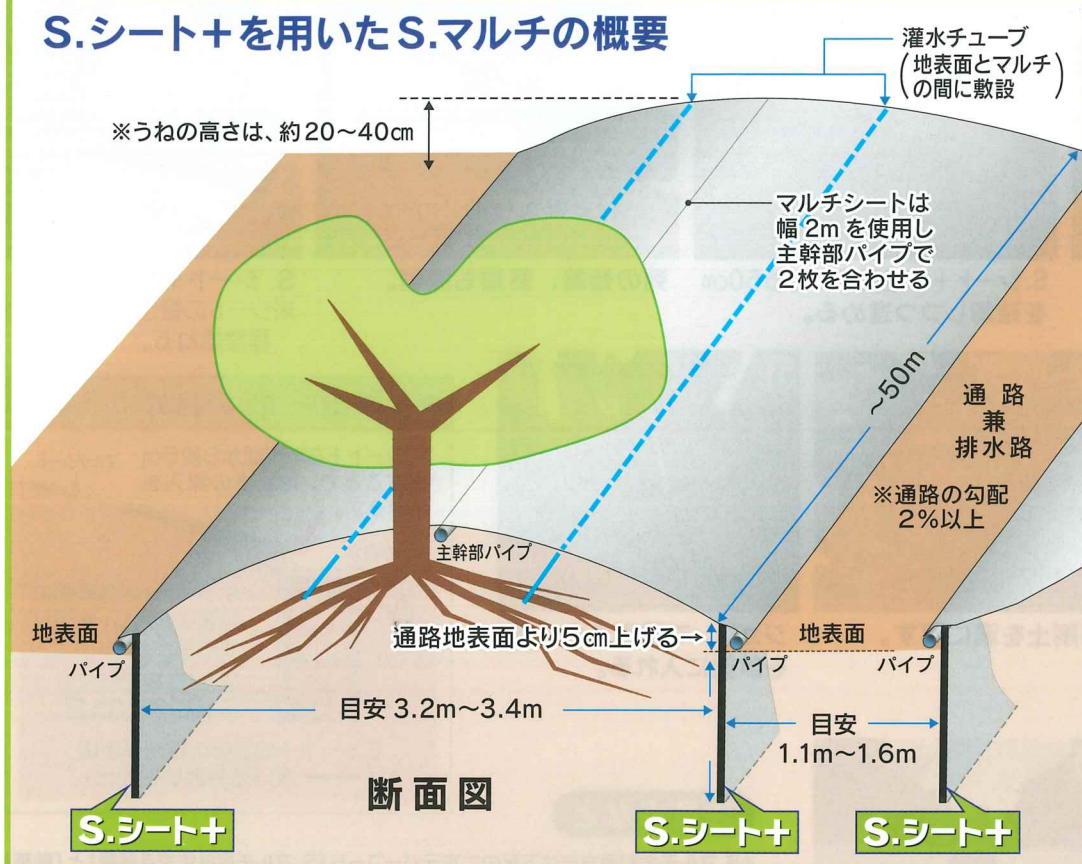 S.シート+を用いたS.マルチの概要
灌水チューブ
(地表面とマルチ
の間に敷設)
※うねの高さは、約20〜40㎝
マルチシートは
幅2mを使用し
主幹部パイプで
2枚を合わせる
〜50m
通路
兼
排水路
※通路の勾配
2%以上
主幹部パイプ
地表面
パイプ
通路地表面より5㎝上げる→
地表面
パイプ
パイプ
目安 3.2m〜3.4m
目安
1.1m〜1.6m
断面図
S.シート+
S.シート+
S.シート+